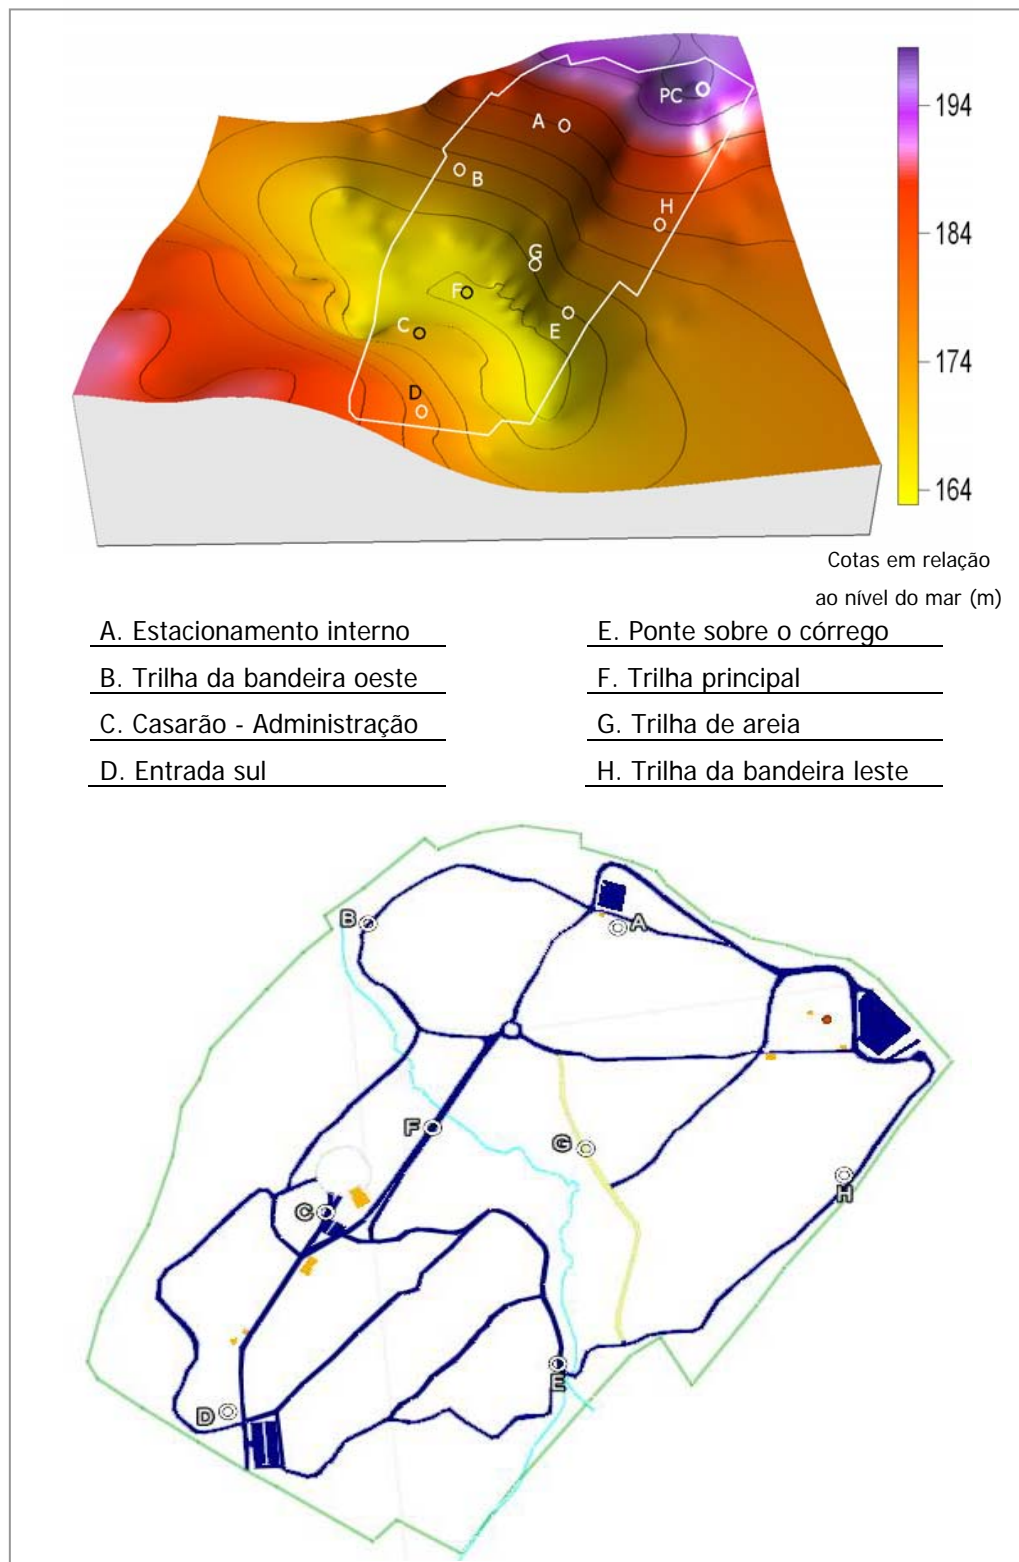 PC
194
A
B
H
184
G
F
E
C
174
D
164
Cotas em relação
ao nível do mar (m)
A. Estacionamento interno
E. Ponte sobre o córrego
B. Trilha da bandeira oeste
F. Trilha principal
C. Casarão - Administração
G. Trilha de areia
D. Entrada sul
H. Trilha da bandeira leste
B
A
F
G
H
C
E
D